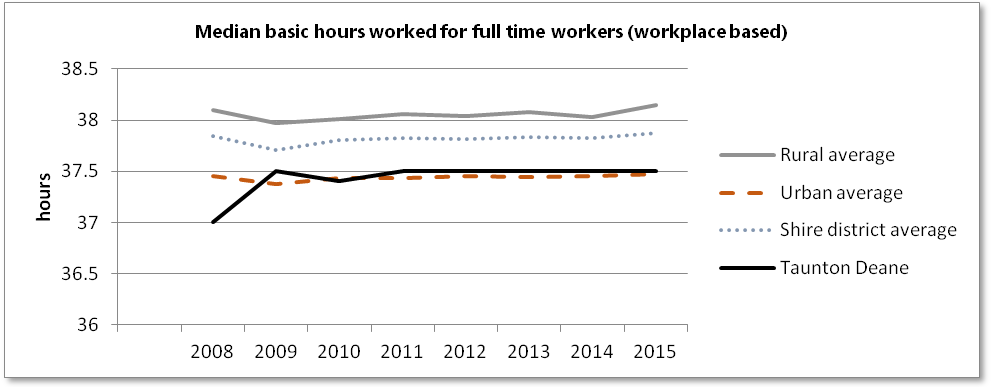 Median basic hours worked for full time workers (workplace based)
38.5
38
37.5
37
36.5
36
hours
2008 2009 2010 2011 2012 2013 2014 2015
Rural average
Urban average
Shire district average
Taunton Deane